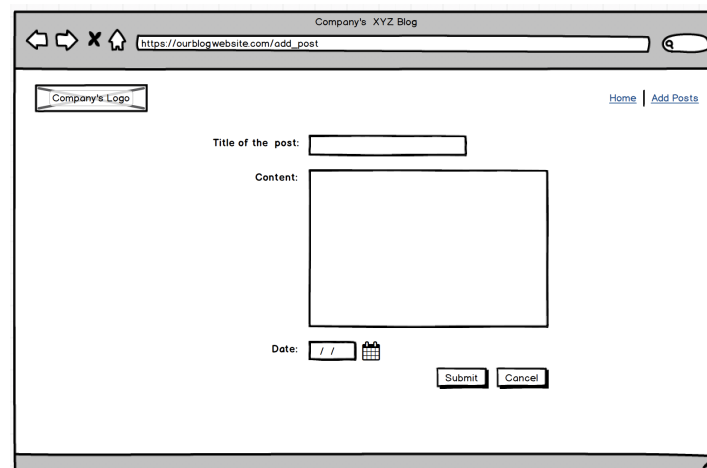 Company's XYZ Blog
https://ourblogwebsite.com/add_post
Company's Logo
Home Add Posts
Title of the post:
Content:
Date: / /
Submit Cancel